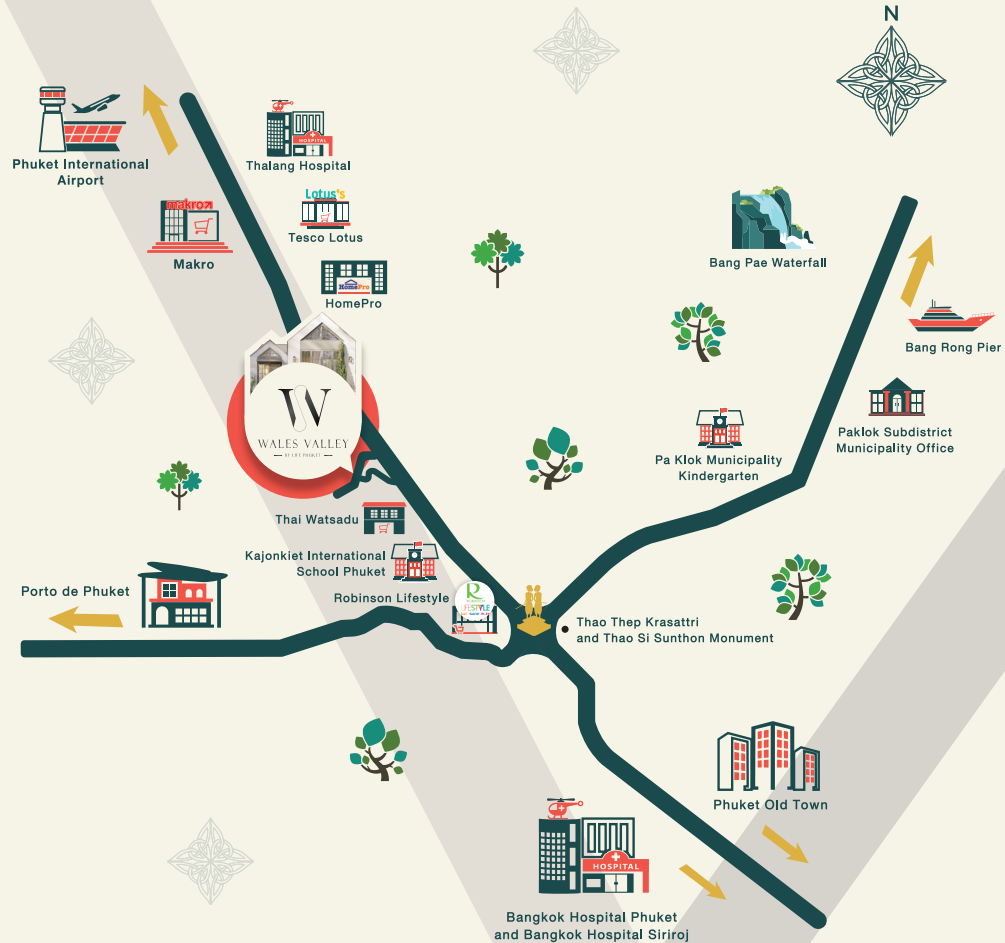 N
Phuket International
Airport
HOSPITAL
Thalang Hospital
makro
Makro
Lotus's
Tesco Lotus
HomePro
HomePro
Bang Pae Waterfall
Bang Rong Pier
W
WALES VALLEY
BY LIFE PHUKET
Paklok Subdistrict
Municipality Office
Pa Klok Municipality
Kindergarten
Thai Watsadu
Kajonkiet International
School Phuket
Robinson Lifestyle
R
LIFESTYLE
Porto de Phuket
Thao Thep Krasattri
and Thao Si Sunthon Monument
Phuket Old Town
HOSPITAL
Bangkok Hospital Phuket
and Bangkok Hospital Siriroj